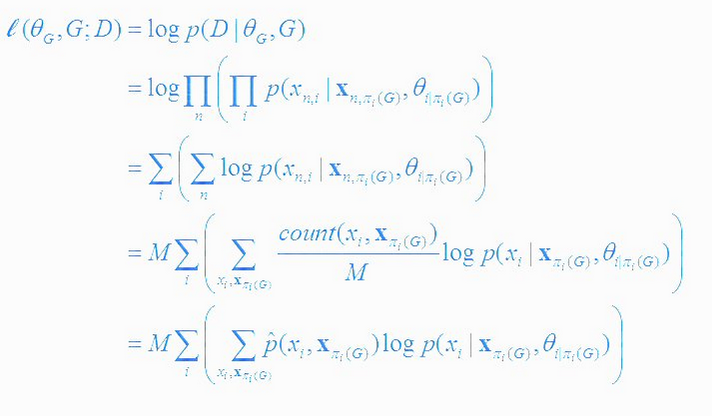 ℓ(θ_G, G; D) = log p(D | θ_G, G)
= log ∏_n ( ∏_i p(x_{n,i} | 𝐱_{n,π_i(G)}, θ_{i|π_i(G)}) )
= ∑_i ( ∑_n log p(x_{n,i} | 𝐱_{n,π_i(G)}, θ_{i|π_i(G)}) )
= M ∑_i ( ∑_{x_i, 𝐱_{π_i(G)}} count(x_i, 𝐱_{π_i(G)}) / M log p(x_i | 𝐱_{π_i(G)}, θ_{i|π_i(G)}) )
= M ∑_i ( ∑_{x_i, 𝐱_{π_i(G)}} p̂(x_i, 𝐱_{π_i(G)}) log p(x_i | 𝐱_{π_i(G)}, θ_{i|π_i(G)}) )